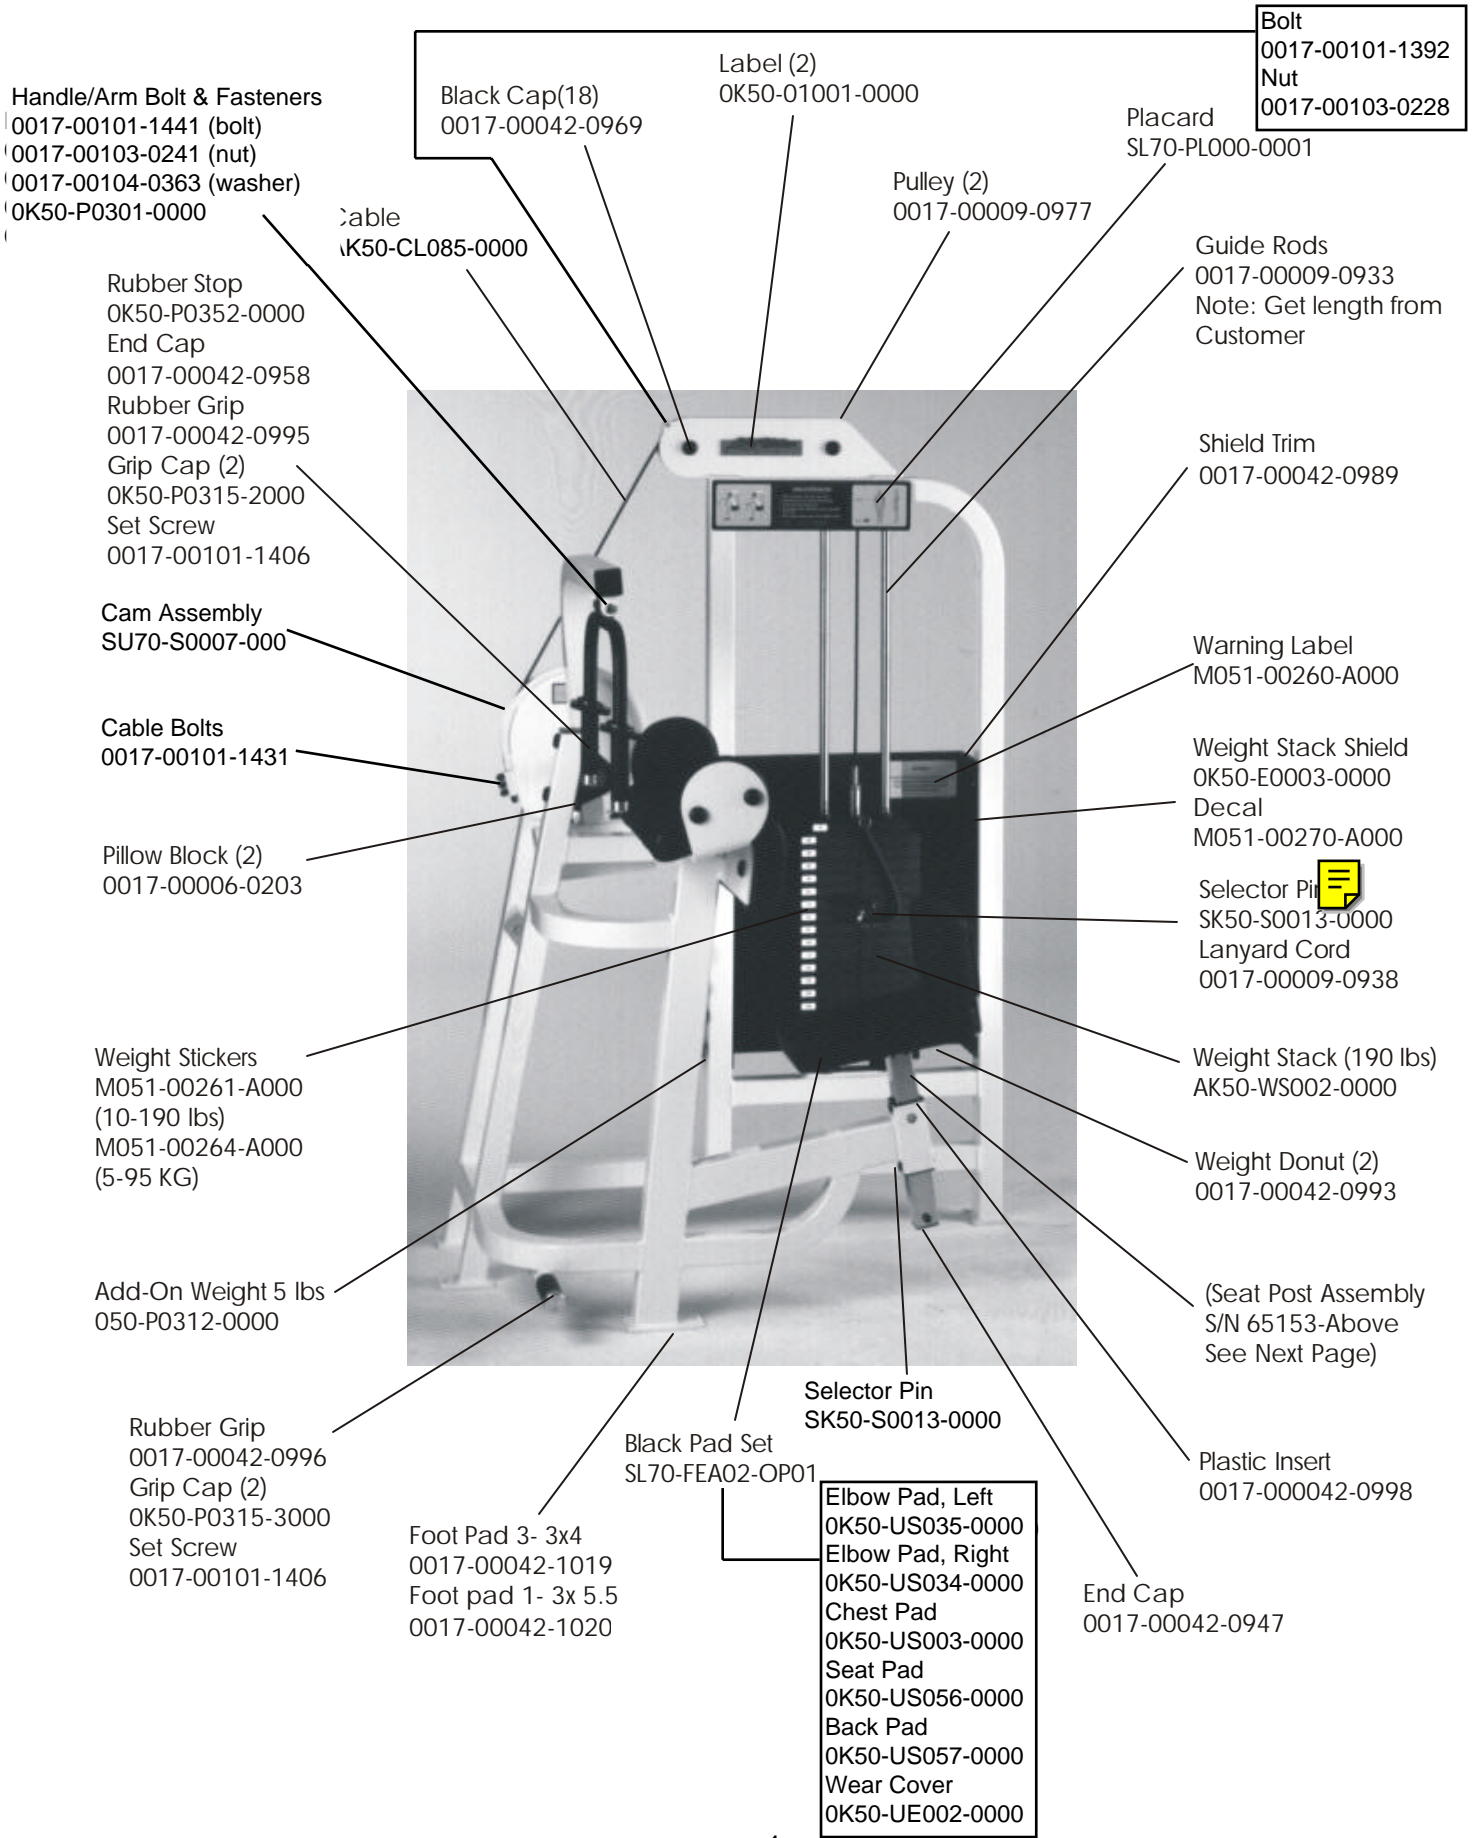 Bolt
0017-00101-1392
Nut
0017-00103-0228
Label (2)
0K50-01001-0000
Handle/Arm Bolt & Fasteners
0017-00101-1441 (bolt)
0017-00103-0241 (nut)
0017-00104-0363 (washer)
0K50-P0301-0000
Black Cap(18)
0017-00042-0969
Placard
SL70-PL000-0001
Pulley (2)
0017-00009-0977
Cable
AK50-CL085-0000
Guide Rods
0017-00009-0933
Note: Get length from
Customer
Rubber Stop
0K50-P0352-0000
End Cap
0017-00042-0958
Rubber Grip
0017-00042-0995
Grip Cap (2)
0K50-P0315-2000
Set Screw
0017-00101-1406
Shield Trim
0017-00042-0989
Cam Assembly
SU70-S0007-000
Warning Label
M051-00260-A000
Cable Bolts
0017-00101-1431
Weight Stack Shield
0K50-E0003-0000
Decal
M051-00270-A000
Pillow Block (2)
0017-00006-0203
Selector Pin
SK50-S0013-0000
Lanyard Cord
0017-00009-0938
Weight Stickers
M051-00261-A000
(10-190 lbs)
M051-00264-A000
(5-95 KG)
Weight Stack (190 lbs)
AK50-WS002-0000
Weight Donut (2)
0017-00042-0993
Add-On Weight 5 lbs
050-P0312-0000
(Seat Post Assembly
S/N 65153-Above
See Next Page)
Selector Pin
SK50-S0013-0000
Rubber Grip
0017-00042-0996
Grip Cap (2)
0K50-P0315-3000
Set Screw
0017-00101-1406
Black Pad Set
SL70-FEA02-OP01
Plastic Insert
0017-000042-0998
Foot Pad 3- 3x4
0017-00042-1019
Foot pad 1- 3x 5.5
0017-00042-1020
Elbow Pad, Left
0K50-US035-0000
Elbow Pad, Right
0K50-US034-0000
Chest Pad
0K50-US003-0000
Seat Pad
0K50-US056-0000
Back Pad
0K50-US057-0000
Wear Cover
0K50-UE002-0000
End Cap
0017-00042-0947